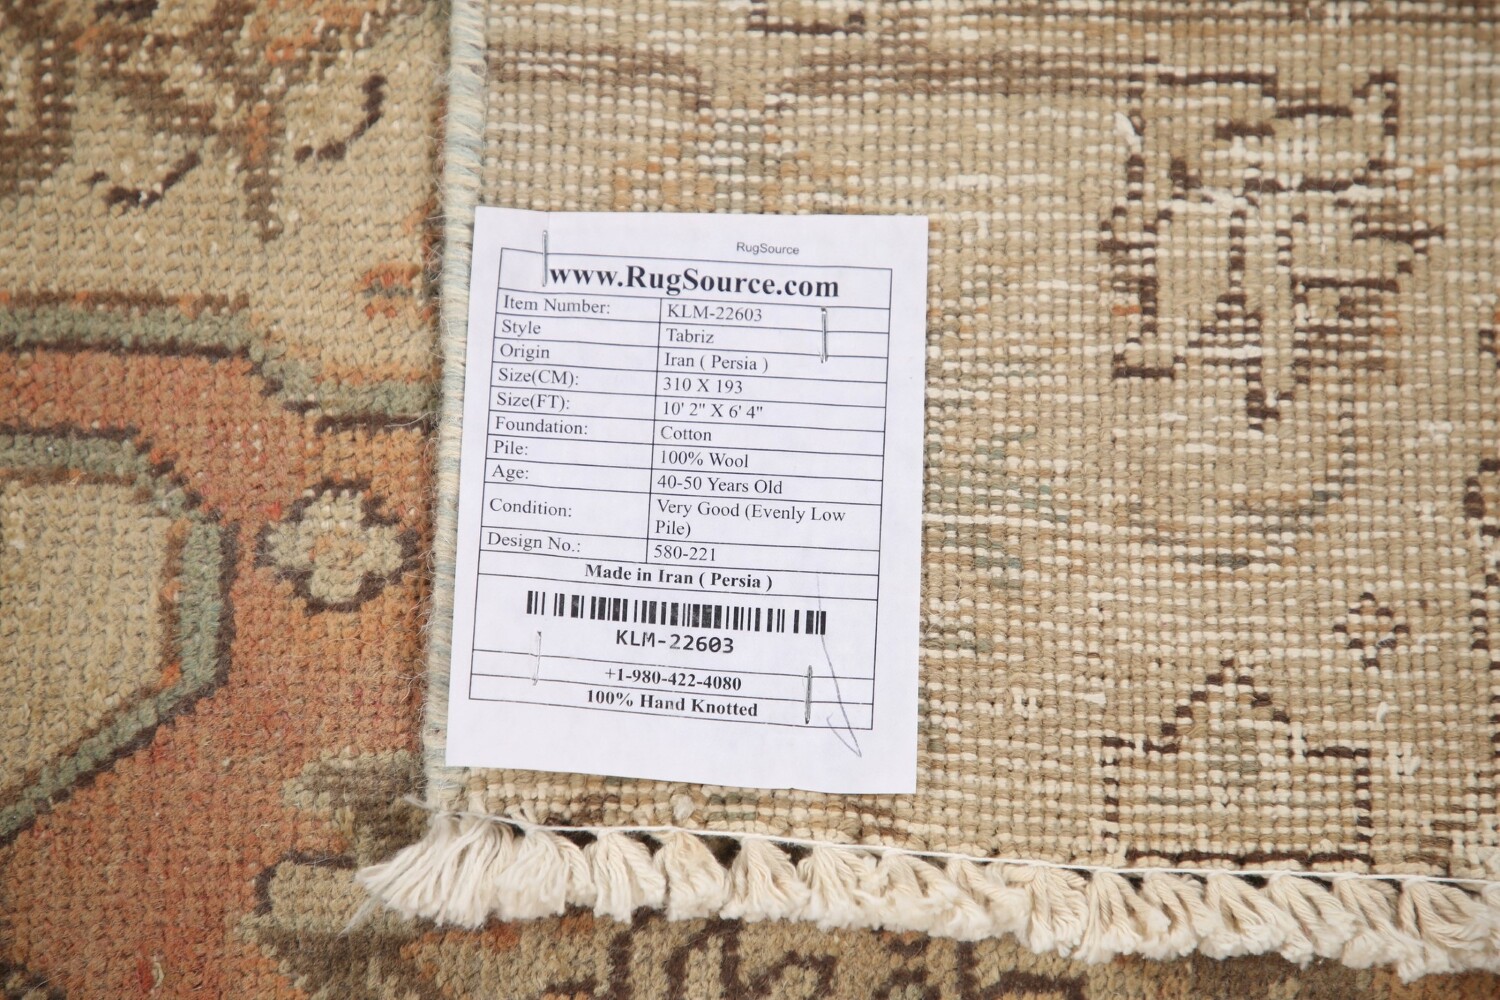 RugSource
www.RugSource.com
Item Number: KLM-22603
Style Tabriz
Origin Iran ( Persia )
Size(CM): 310 X 193
Size(FT): 10' 2" X 6' 4"
Foundation: Cotton
Pile: 100% Wool
Age: 40-50 Years Old
Condition: Very Good (Evenly Low
Pile)
Design No.: 580-221
Made in Iran ( Persia )
KLM-22603
+1-980-422-4080
100% Hand Knotted